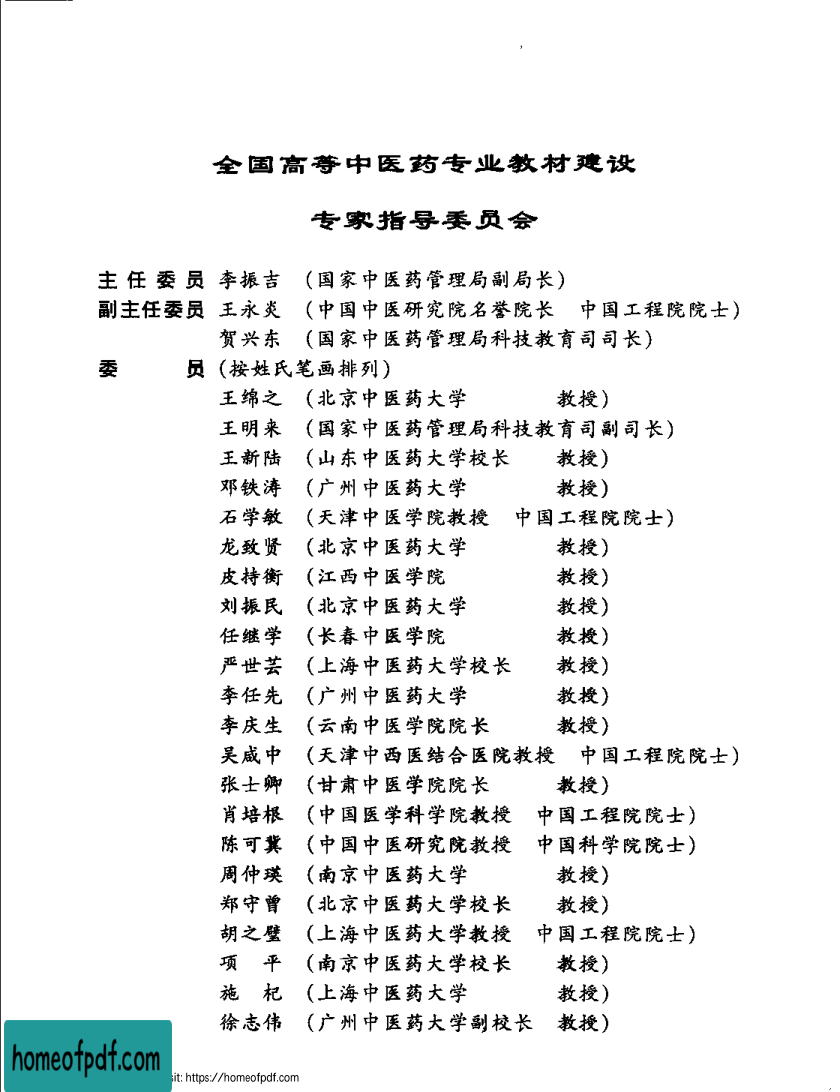 全国高等中医药专业教材建设
专家指导委员会
主任委员 李振吉 (国家中医药管理局副局长)
副主任委员 王永炎 (中国中医研究院名誉院长 中国工程院院士)
贺兴东 (国家中医药管理局科技教育司司长)
委 员 (按姓氏笔画排列)
王绵之 (北京中医药大学 教授)
王明来 (国家中医药管理局科技教育司副司长)
王新陆 (山东中医药大学校长 教授)
邓铁涛 (广州中医药大学 教授)
石学敏 (天津中医学院教授 中国工程院院士)
龙致贤 (北京中医药大学 教授)
皮持衡 (江西中医学院 教授)
刘振民 (北京中医药大学 教授)
任继学 (长春中医学院 教授)
严世芸 (上海中医药大学校长 教授)
李任先 (广州中医药大学 教授)
李庆生 (云南中医学院院长 教授)
吴咸中 (天津中西医结合医院教授 中国工程院院士)
张士卿 (甘肃中医学院院长 教授)
肖培根 (中国医学科学院教授 中国工程院院士)
陈可冀 (中国中医研究院教授 中国科学院院士)
周仲瑛 (南京中医药大学 教授)
郑守曾 (北京中医药大学校长 教授)
胡之璧 (上海中医药大学教授 中国工程院院士)
项 平 (南京中医药大学校长 教授)
施 杞 (上海中医药大学 教授)
徐志伟 (广州中医药大学副校长 教授)
homeofpdf.com
sit: https://homeofpdf.com